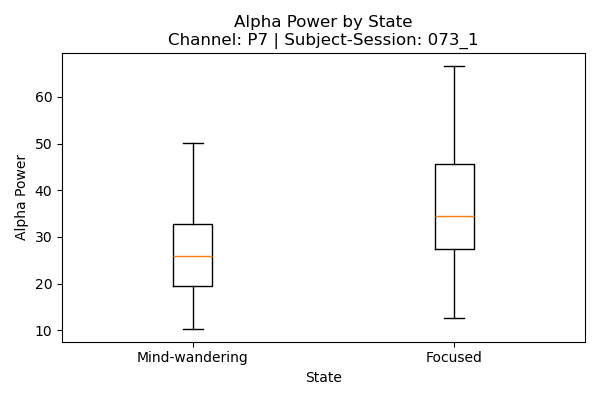 Alpha Power by State
Channel: P7 | Subject-Session: 073_1
Alpha Power
60
50
40
30
20
10
Mind-wandering
Focused
State